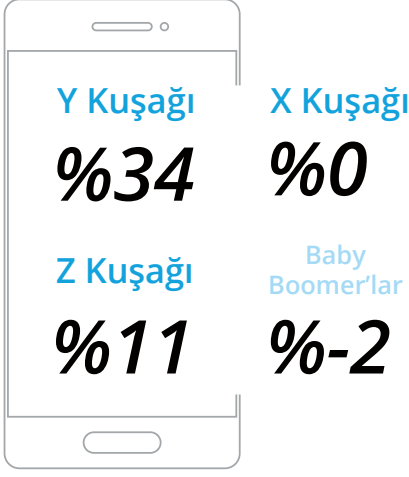 Y Kuşağı
%34
X Kuşağı
%0
Z Kuşağı
%11
Baby
Boomer’lar
%-2